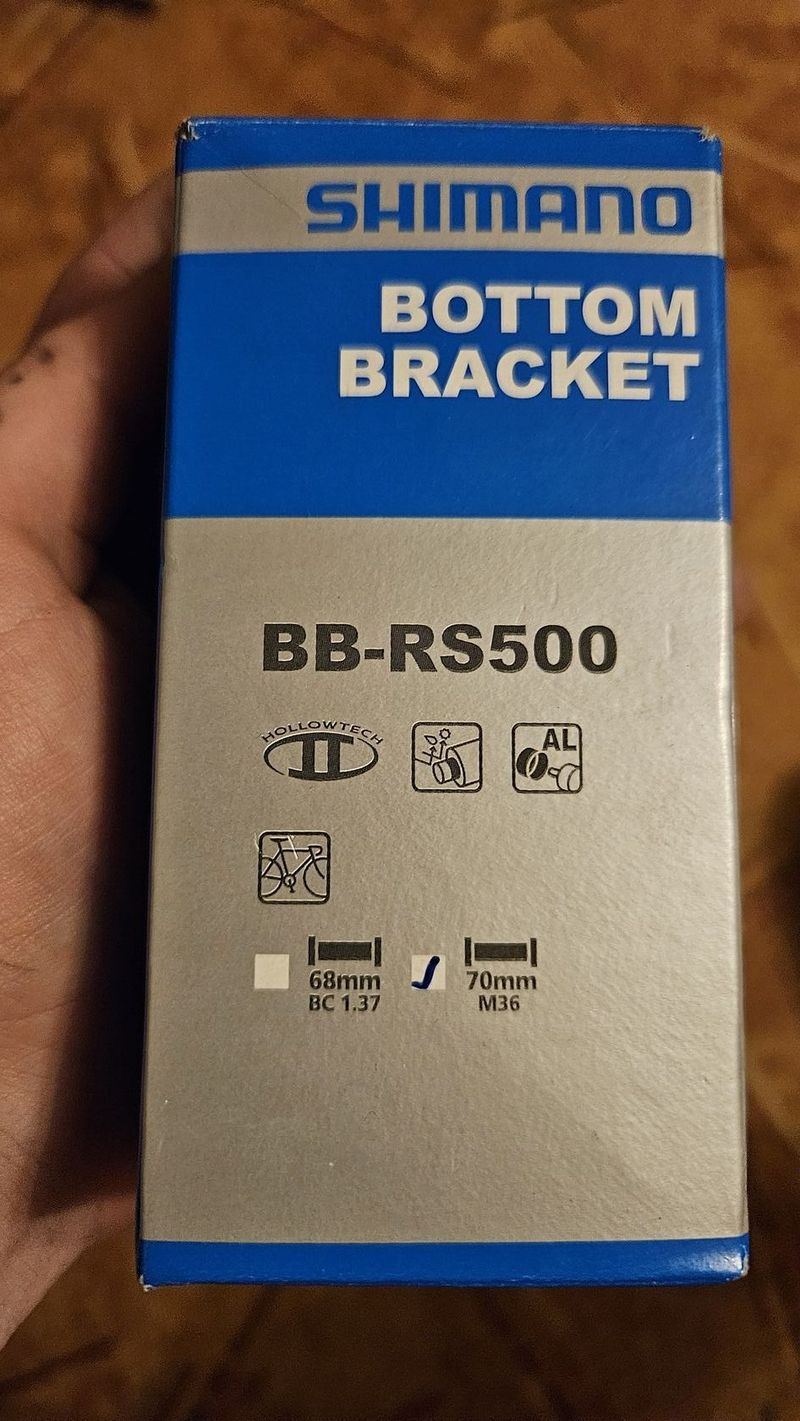 SHIMANO
BOTTOM
BRACKET
BB-RS500
HOLLOWTECH
II
AL
68mm
BC 1.37
70mm
M36